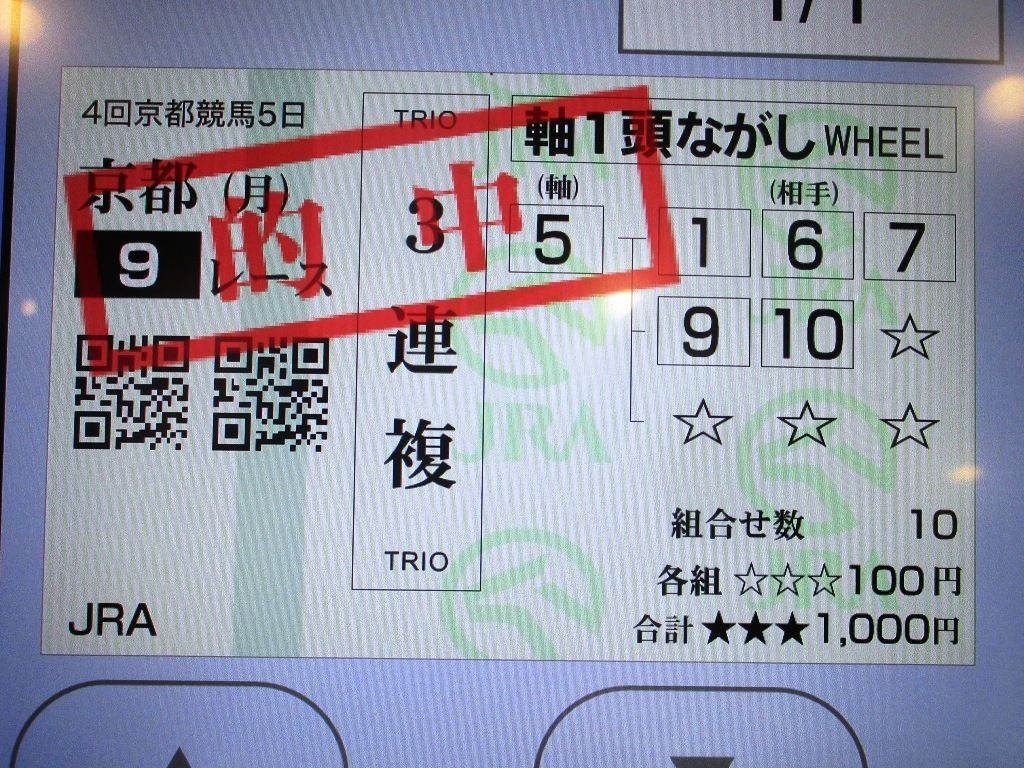 1/1
4回京都競馬5日
京都 (月)
9 レース
的中
TRIO
3連複
TRIO
軸1頭ながし WHEEL
(軸) (相手)
5 1 6 7
9 10 ☆
☆ ☆ ☆
組合せ数 10
各組 ☆☆☆100円
合計 ★★★1,000円
JRA
JRA